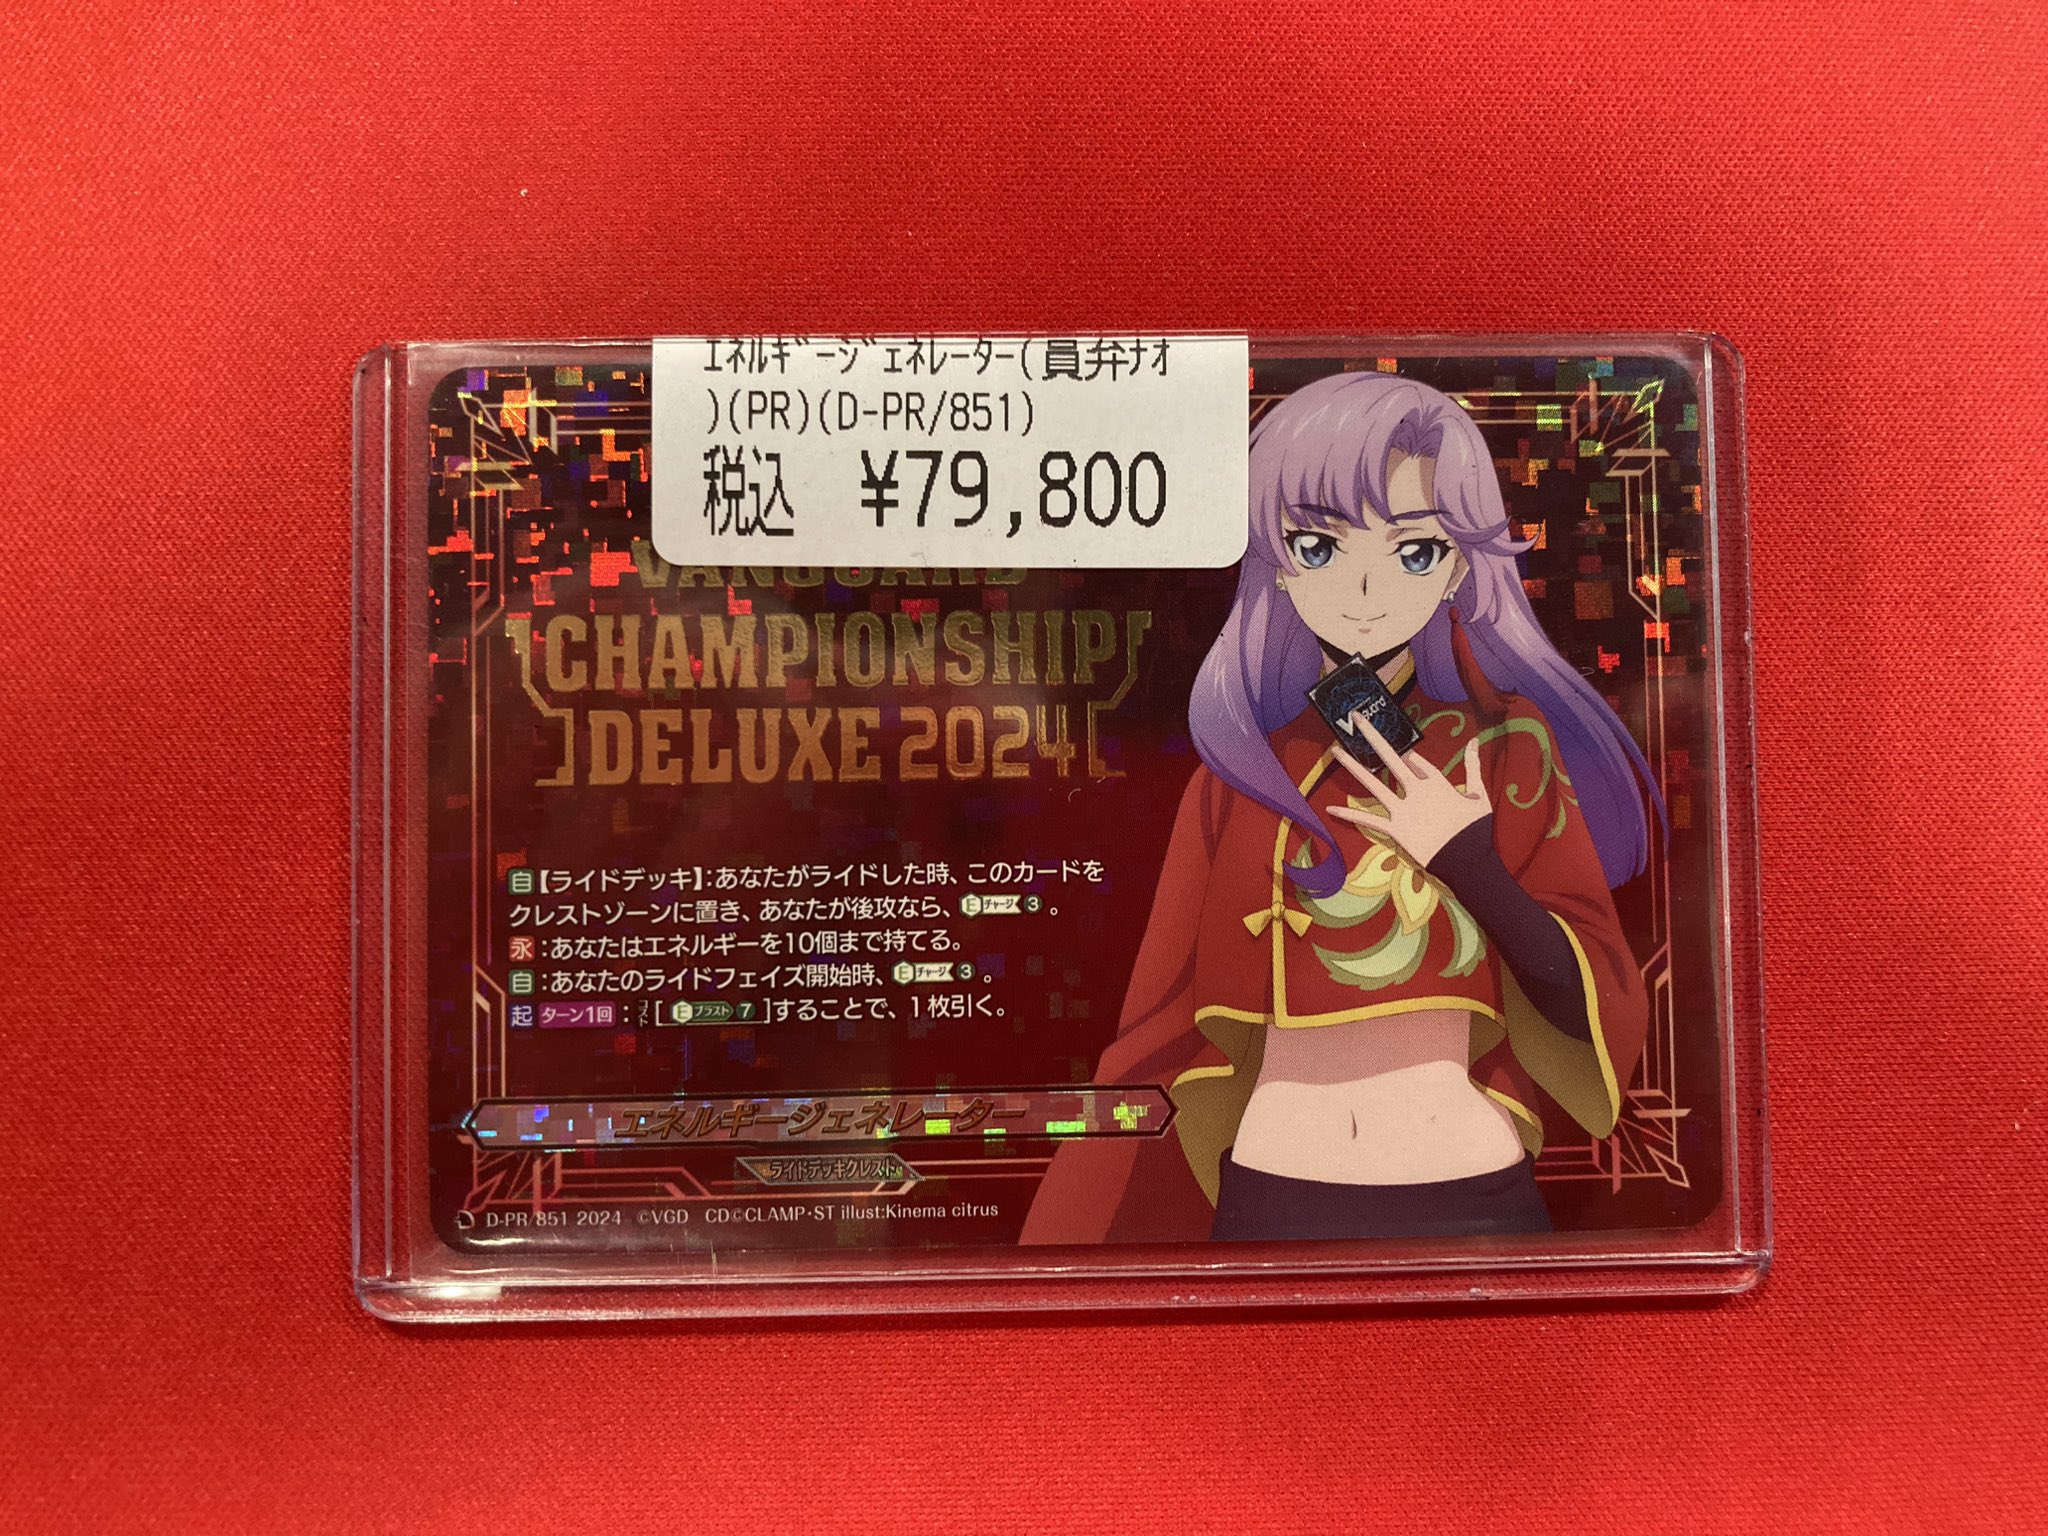 ｴﾈﾙｷﾞｰｼﾞｪﾈﾚｰﾀｰ(員弁ﾅｵ
)(PR)(D-PR/851)
税込 ¥79,800
VANGUARD
CHAMPIONSHIP
DELUXE 2024
Vanguard
自【ライドデッキ】：あなたがライドした時、このカードを
クレストゾーンに置き、あなたが後攻なら、Eチャージ3。
永：あなたはエネルギーを10個まで持てる。
自：あなたのライドフェイズ開始時、Eチャージ3。
起 ターン1回：コスト[Eブラスト7]することで、1枚引く。
エネルギージェネレーター
ライドデッキクレスト
D-PR/851 2024 ©VGD CD©CLAMP・ST illust:Kinema citrus